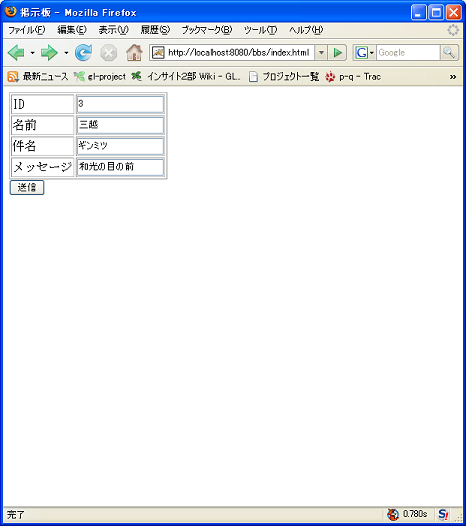 掲示板 - Mozilla Firefox
ファイル(F) 編集(E) 表示(V) 履歴(S) ブックマーク(B) ツール(T) ヘルプ(H)
http://localhost:8080/bbs/index.html Google
最新ニュース gl-project インサイト2部 Wiki - GL... プロジェクト一覧 p-q - Trac »
ID 3
名前 三越
件名 ギンミツ
メッセージ 和光の目の前
送信
完了 0.780s